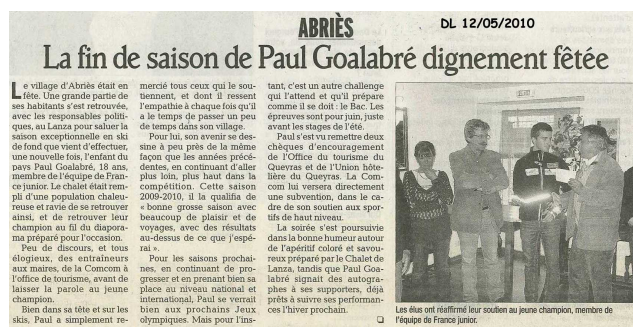 ABRIÈS
DL 12/05/2010
La fin de saison de Paul Goalabré dignement fêtée
Le village d'Abriès était en
fête. Une grande partie de
ses habitants s'est retrouvée,
avec les responsables politi-
ques, au Lanza pour saluer la
saison exceptionnelle en ski
de fond que vient d'effectuer,
une nouvelle fois, l'enfant du
pays Paul Goalabré, 18 ans,
membre de l'équipe de Fran-
ce junior. Le chalet était rem-
pli d'une population chaleu-
reuse et ravie de se retrouver
ainsi, et de retrouver leur
champion au fil du diapora-
ma préparé pour l'occasion.
Peu de discours, et tous
élogieux, des entraîneurs
aux maires, de la Comcom à
l'office de tourisme, avant de
laisser la parole au jeune
champion.
Bien dans sa tête et sur les
skis, Paul a simplement re-
mercié tous ceux qui le sou-
tiennent, et dont il ressent
l'empathie à chaque fois qu'il
a le temps de passer un peu
de temps dans son village.
Pour lui, son avenir se des-
sine à peu près de la même
façon que les années précé-
dentes, en continuant d'aller
plus loin, plus haut dans la
compétition. Cette saison
2009-2010, il la qualifia de
« bonne grosse saison avec
beaucoup de plaisir et de
voyages, avec des résultats
au-dessus de ce que j'espé-
rai ».
Pour les saisons prochai-
nes, en continuant de pro-
gresser et en prenant bien sa
place au niveau national et
international, Paul se verrait
bien aux prochains Jeux
olympiques. Mais pour l'ins-
tant, c'est un autre challenge
qui l'attend et qu'il prépare
comme il se doit : le Bac. Les
épreuves sont pour juin, juste
avant les stages de l'été.
Paul s'est vu remettre deux
chèques d'encouragement
de l'Office du tourisme du
Queyras et de l'Union hôte-
lière du Queyras. La Com-
com lui versera directement
une subvention, dans le ca-
dre de son soutien aux spor-
tifs de haut niveau.
La soirée s'est poursuivie
dans la bonne humeur autour
de l'apéritif coloré et savou-
reux préparé par le Chalet de
Lanza, tandis que Paul Goa-
labré signait des autogra-
phes à ses supporters, déjà
prêts à suivre ses performan-
ces l'hiver prochain.
Les élus ont réaffirmé leur soutien au jeune champion, membre de
l'équipe de France junior.